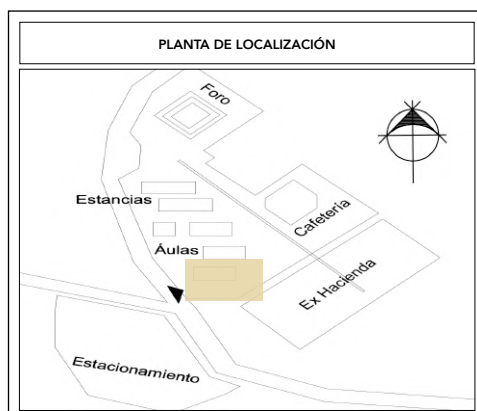 PLANTA DE LOCALIZACIÓN
Foro
Estancias
Cafetería
Áulas
Ex Hacienda
Estacionamiento